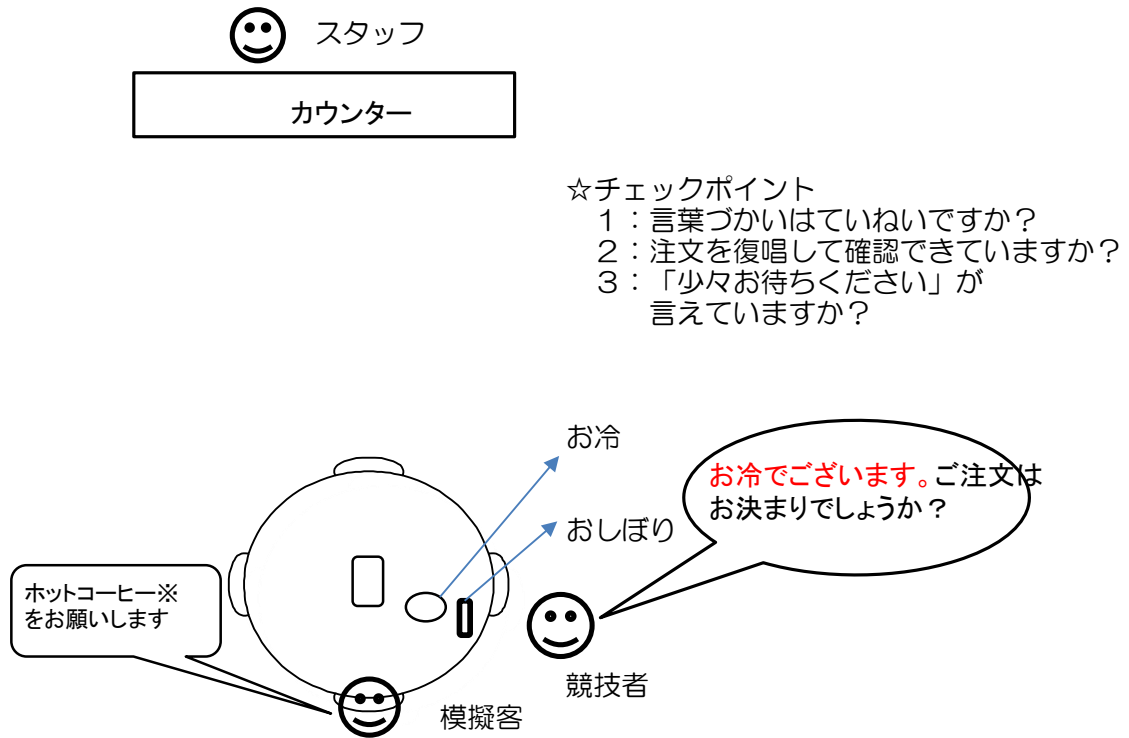 スタッフ
カウンター
☆チェックポイント
１：言葉づかいはていねいですか？
２：注文を復唱して確認できていますか？
３：「少々お待ちください」が
言えていますか？
お冷
おしぼり
お冷でございます。ご注文は
お決まりでしょうか？
ホットコーヒー※
をお願いします
競技者
模擬客